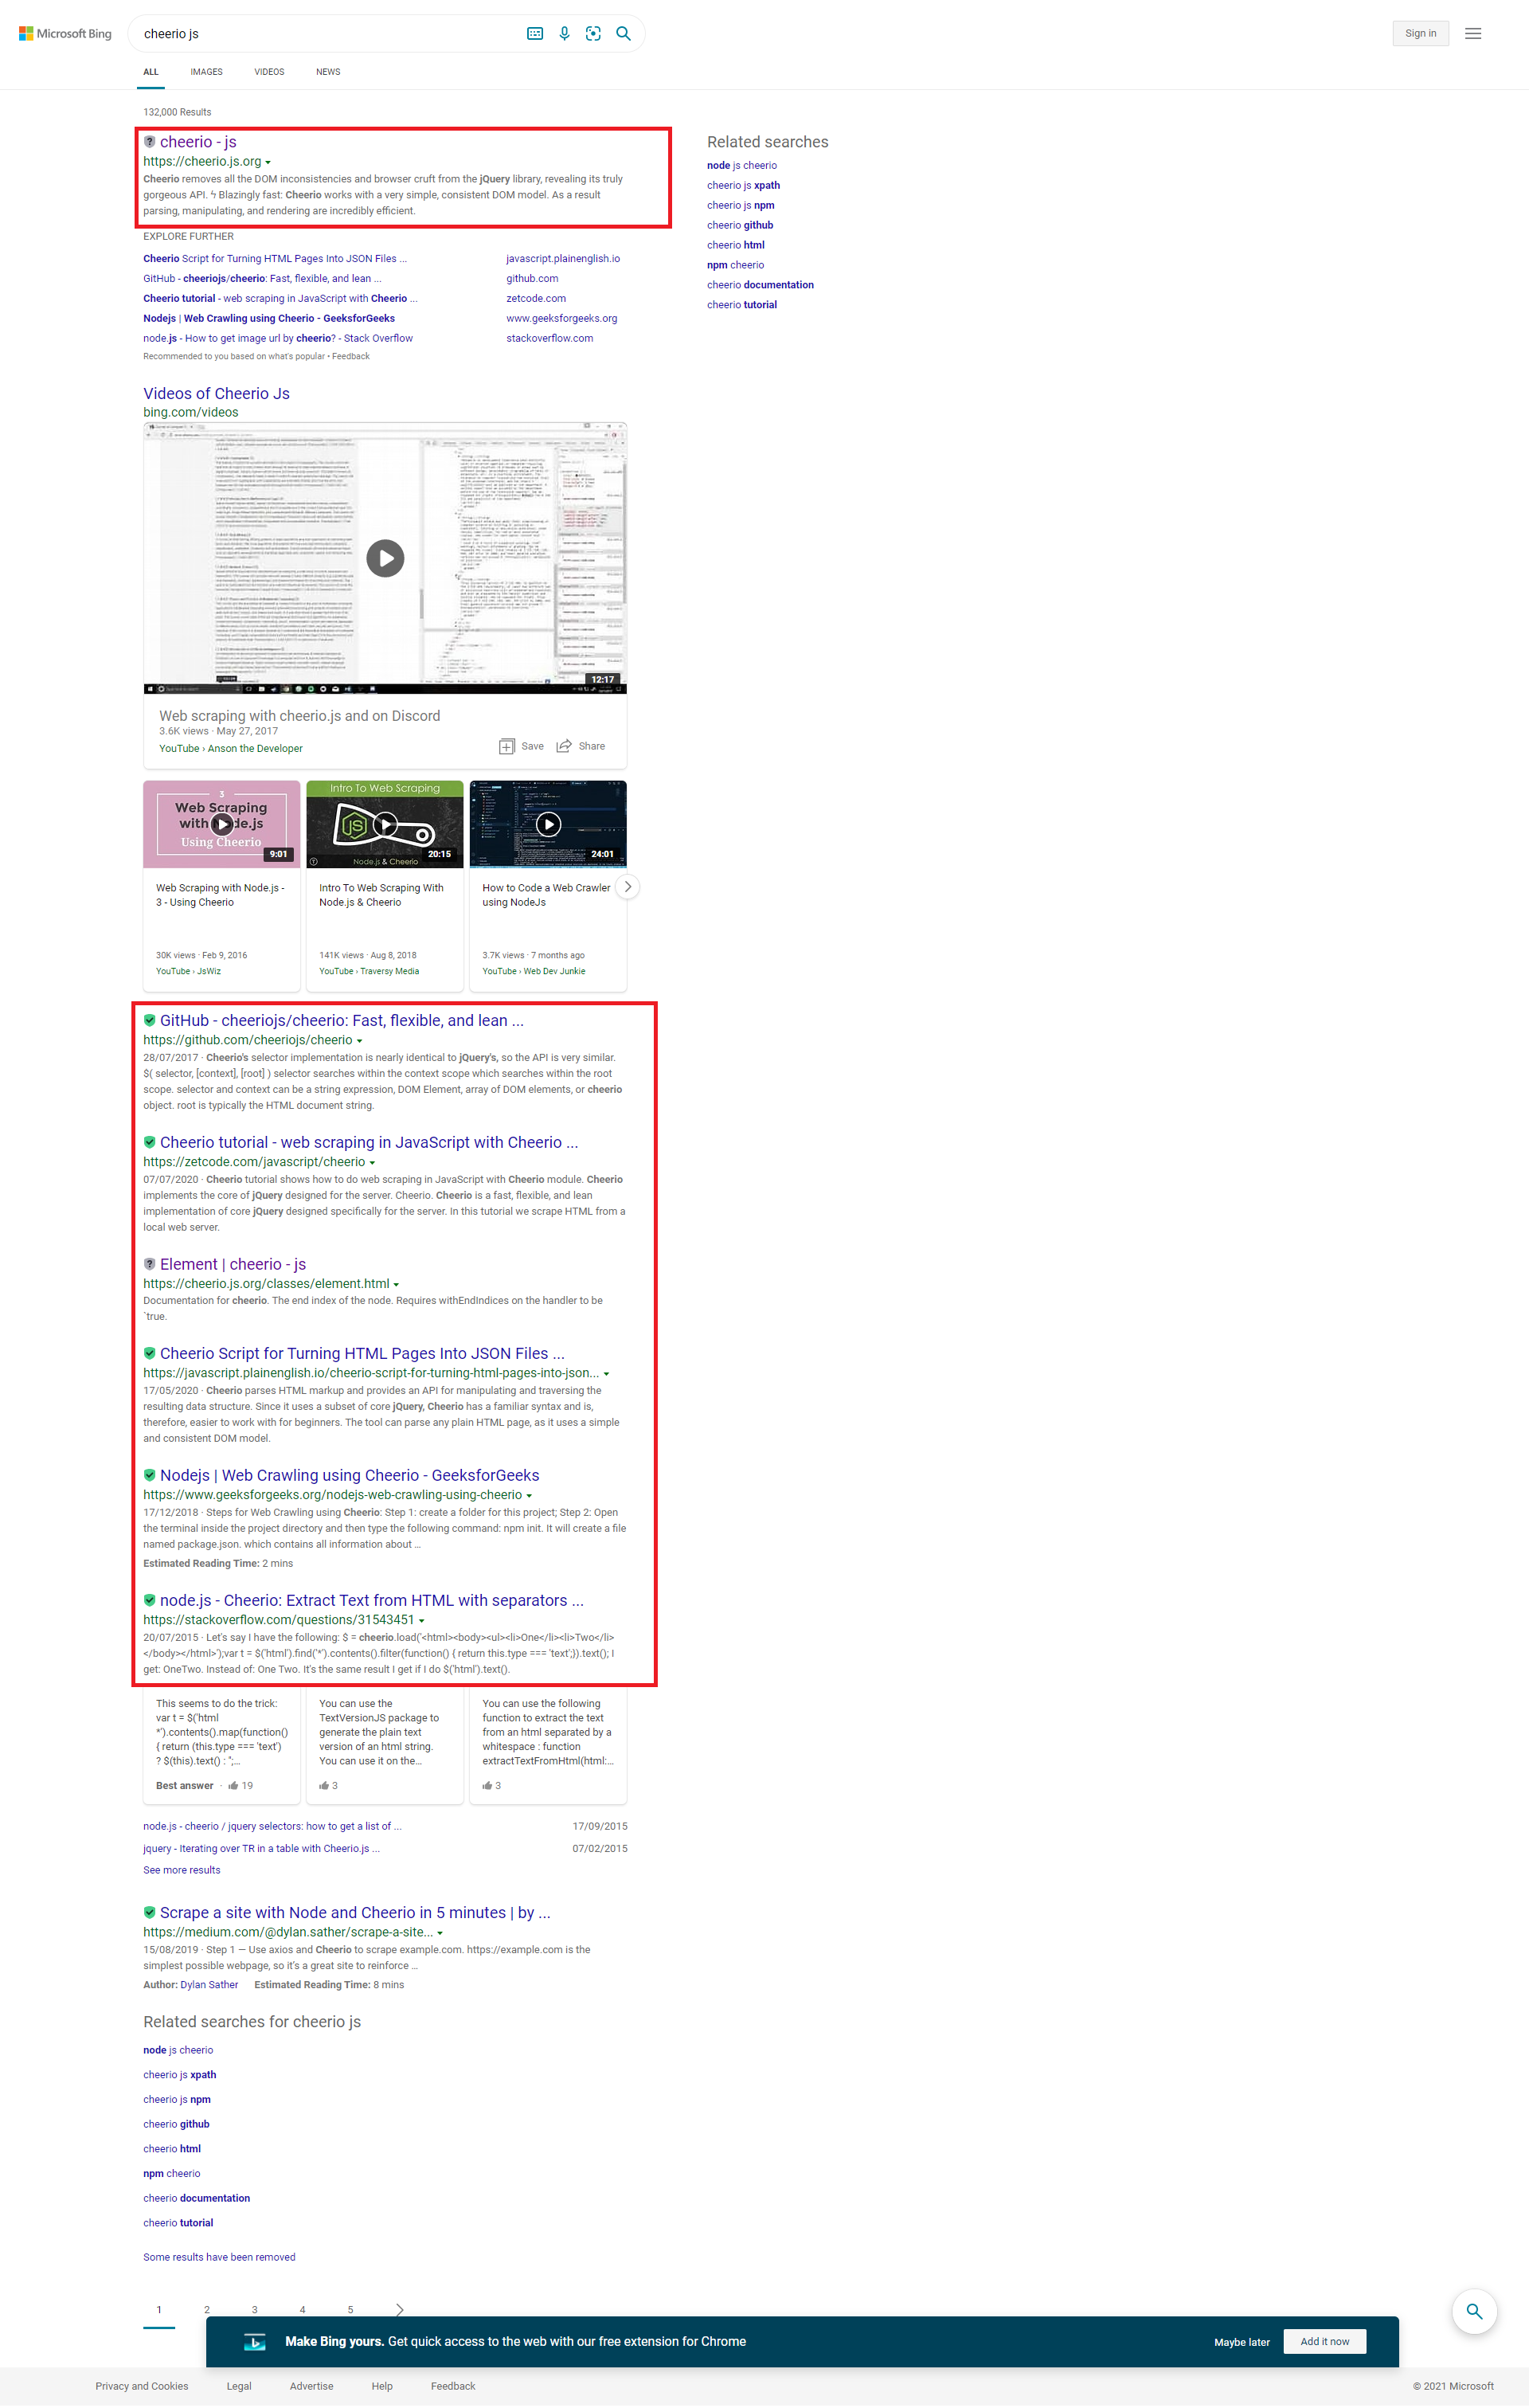 Microsoft Bing
cheerio js
Sign in
ALL IMAGES VIDEOS NEWS
132,000 Results
cheerio - js
https://cheerio.js.org
Cheerio removes all the DOM inconsistencies and browser cruft from the jQuery library, revealing its truly
gorgeous API. ϟ Blazingly fast: Cheerio works with a very simple, consistent DOM model. As a result
parsing, manipulating, and rendering are incredibly efficient.
EXPLORE FURTHER
Cheerio Script for Turning HTML Pages Into JSON Files ... javascript.plainenglish.io
GitHub - cheeriojs/cheerio: Fast, flexible, and lean ... github.com
Cheerio tutorial - web scraping in JavaScript with Cheerio ... zetcode.com
Nodejs | Web Crawling using Cheerio - GeeksforGeeks www.geeksforgeeks.org
node.js - How to get image url by cheerio? - Stack Overflow stackoverflow.com
Recommended to you based on what's popular • Feedback
Related searches
node js cheerio
cheerio js xpath
cheerio js npm
cheerio github
cheerio html
npm cheerio
cheerio documentation
cheerio tutorial
Videos of Cheerio Js
bing.com/videos
12:17
Web scraping with cheerio.js and on Discord
3.6K views · May 27, 2017
YouTube › Anson the Developer
Save Share
3
Web Scraping
with Node.js
Using Cheerio
9:01
Web Scraping with Node.js -
3 - Using Cheerio
30K views · Feb 9, 2016
YouTube › JsWiz
Intro To Web Scraping
JS
Node.js & Cheerio
20:15
Intro To Web Scraping With
Node.js & Cheerio
141K views · Aug 8, 2018
YouTube › Traversy Media
24:01
How to Code a Web Crawler
using NodeJs
3.7K views · 7 months ago
YouTube › Web Dev Junkie
GitHub - cheeriojs/cheerio: Fast, flexible, and lean ...
https://github.com/cheeriojs/cheerio
28/07/2017 · Cheerio's selector implementation is nearly identical to jQuery's, so the API is very similar.
$( selector, [context], [root] ) selector searches within the context scope which searches within the root
scope. selector and context can be a string expression, DOM Element, array of DOM elements, or cheerio
object. root is typically the HTML document string.
Cheerio tutorial - web scraping in JavaScript with Cheerio ...
https://zetcode.com/javascript/cheerio
07/07/2020 · Cheerio tutorial shows how to do web scraping in JavaScript with Cheerio module. Cheerio
implements the core of jQuery designed for the server. Cheerio. Cheerio is a fast, flexible, and lean
implementation of core jQuery designed specifically for the server. In this tutorial we scrape HTML from a
local web server.
Element | cheerio - js
https://cheerio.js.org/classes/element.html
Documentation for cheerio. The end index of the node. Requires withEndIndices on the handler to be
`true.
Cheerio Script for Turning HTML Pages Into JSON Files ...
https://javascript.plainenglish.io/cheerio-script-for-turning-html-pages-into-json...
17/05/2020 · Cheerio parses HTML markup and provides an API for manipulating and traversing the
resulting data structure. Since it uses a subset of core jQuery, Cheerio has a familiar syntax and is,
therefore, easier to work with for beginners. The tool can parse any plain HTML page, as it uses a simple
and consistent DOM model.
Nodejs | Web Crawling using Cheerio - GeeksforGeeks
https://www.geeksforgeeks.org/nodejs-web-crawling-using-cheerio
17/12/2018 · Steps for Web Crawling using Cheerio: Step 1: create a folder for this project; Step 2: Open
the terminal inside the project directory and then type the following command: npm init. It will create a file
named package.json. which contains all information about …
Estimated Reading Time: 2 mins
node.js - Cheerio: Extract Text from HTML with separators ...
https://stackoverflow.com/questions/31543451
20/07/2015 · Let's say I have the following: $ = cheerio.load('<html><body><ul><li>One</li><li>Two</li>
</body></html>');var t = $('html').find('*').contents().filter(function() { return this.type === 'text';}).text(); I
get: OneTwo. Instead of: One Two. It's the same result I get if I do $('html').text().
This seems to do the trick:
var t = $('html
*').contents().map(function()
{ return (this.type === 'text')
? $(this).text() : '';…
Best answer · 19
You can use the
TextVersionJS package to
generate the plain text
version of an html string.
You can use it on the…
3
You can use the following
function to extract the text
from an html separated by a
whitespace : function
extractTextFromHtml(html:…
3
node.js - cheerio / jquery selectors: how to get a list of ... 17/09/2015
jquery - Iterating over TR in a table with Cheerio.js ... 07/02/2015
See more results
Scrape a site with Node and Cheerio in 5 minutes | by ...
https://medium.com/@dylan.sather/scrape-a-site...
15/08/2019 · Step 1 — Use axios and Cheerio to scrape example.com. https://example.com is the
simplest possible webpage, so it's a great site to reinforce …
Author: Dylan Sather Estimated Reading Time: 8 mins
Related searches for cheerio js
node js cheerio
cheerio js xpath
cheerio js npm
cheerio github
cheerio html
npm cheerio
cheerio documentation
cheerio tutorial
Some results have been removed
1 2 3 4 5
Make Bing yours. Get quick access to the web with our free extension for Chrome
Maybe later Add it now
Privacy and Cookies Legal Advertise Help Feedback © 2021 Microsoft